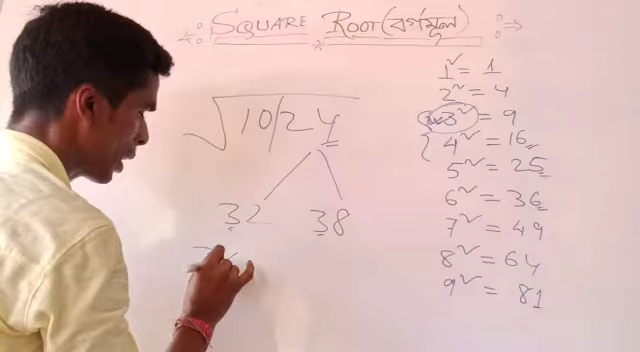 SQUARE ROOT (বর্গমূল) ⇒
√10/24
32 38
1² = 1
2² = 4
3² = 9
4² = 16
5² = 25
6² = 36
7² = 49
8² = 64
9² = 81